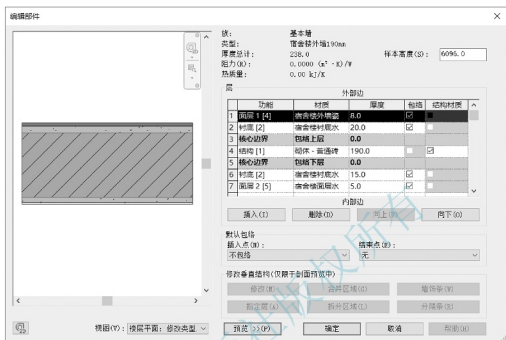 编辑部件
族: 基本墙
类型: 宿舍楼外墙190mm
厚度总计: 238.0
样本高度(S): 6096.0
阻力(R): 0.0000 (m²·K)/W
热质量: 0.00 kJ/K
层
外部边
功能 材质 厚度 包络 结构材质
1 面层 1 [4] 宿舍楼外墙瓷 8.0
2 衬底 [2] 宿舍楼衬底水 20.0
3 核心边界 包络上层 0.0
4 结构 [1] 砌体 - 普通砖 190.0
5 核心边界 包络下层 0.0
6 衬底 [2] 宿舍楼衬底水 15.0
7 面层 2 [5] 宿舍楼面层水 5.0
内部边
插入(I) 删除(D) 向上(U) 向下(O)
默认包络
插入点(N): 结束点(E):
不包络 无
修改垂直结构(仅限于剖面预览中)
修改(M) 合并区域(G) 墙饰条(W)
指定层(A) 拆分区域(L) 分隔条(R)
视图(V): 楼层平面: 修改类型
预览 >>(P) 确定 取消 帮助(H)